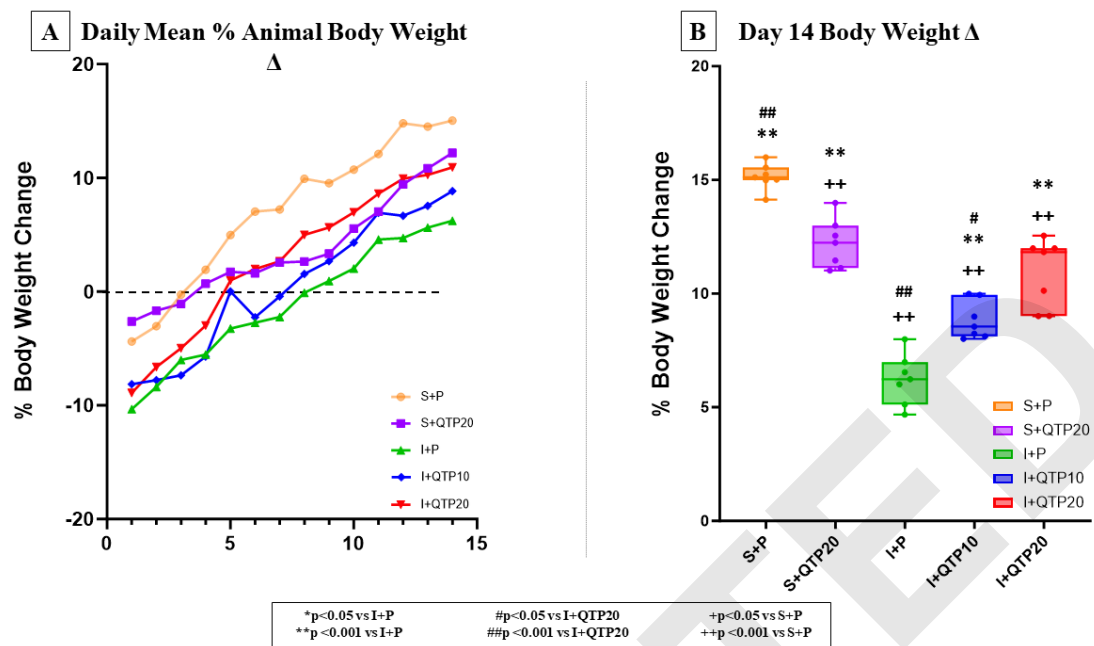 A Daily Mean % Animal Body Weight
Δ
% Body Weight Change
20
10
0
-10
-20
0 5 10 15
S+P
S+QTP20
I+P
I+QTP10
I+QTP20
B Day 14 Body Weight Δ
% Body Weight Change
20
15
10
5
0
##
**
**
++
##
++
#
**
++
**
++
S+P
S+QTP20
I+P
I+QTP10
I+QTP20
S+P S+QTP20 I+P I+QTP10 I+QTP20
*p<0.05 vs I+P #p<0.05 vs I+QTP20 +p<0.05 vs S+P
**p <0.001 vs I+P ##p <0.001 vs I+QTP20 ++p <0.001 vs S+P